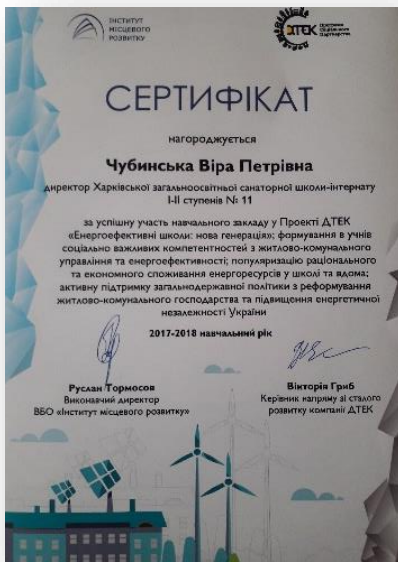 ІНСТИТУТ
МІСЦЕВОГО
РОЗВИТКУ
ДТЕК
СЕРТИФІКАТ
нагороджується
Чубинська Віра Петрівна
директор Харківської загальноосвітньої санаторної школи-інтернату
І-ІІ ступенів №: 11
за успішну участь навчального закладу у Проекті ДТЕК
«Енергоефективні школи: нова генерація»; формування в учнів
соціально важливих компетентностей з житлово-комунального
управління та енергоефективності; популяризацію раціонального
та економного споживання енергоресурсів у школі та вдома;
активну підтримку загальнодержавної політики з реформування
житлово-комунального господарства та підвищення енергетичної
незалежності України
2017-2018 навчальний рік
Руслан Тормосов
Виконавчий директор
ВБО «Інститут місцевого розвитку»
Вікторія Гриб
Керівник напряму зі сталого
розвитку компанії ДТЕК